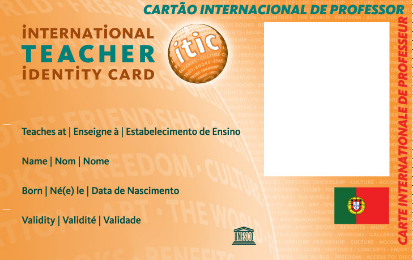 CARTÃO INTERNACIONAL DE PROFESSOR
iNTERNATiONAL
TEACHER
iDENTiTY CARD
itic
CARTE INTERNATIONALE DE PROFESSEUR
Teaches at | Enseigne à | Estabelecimento de Ensino
Name | Nom | Nome
Born | Né(e) le | Data de Nascimento
Validity | Validité | Validade